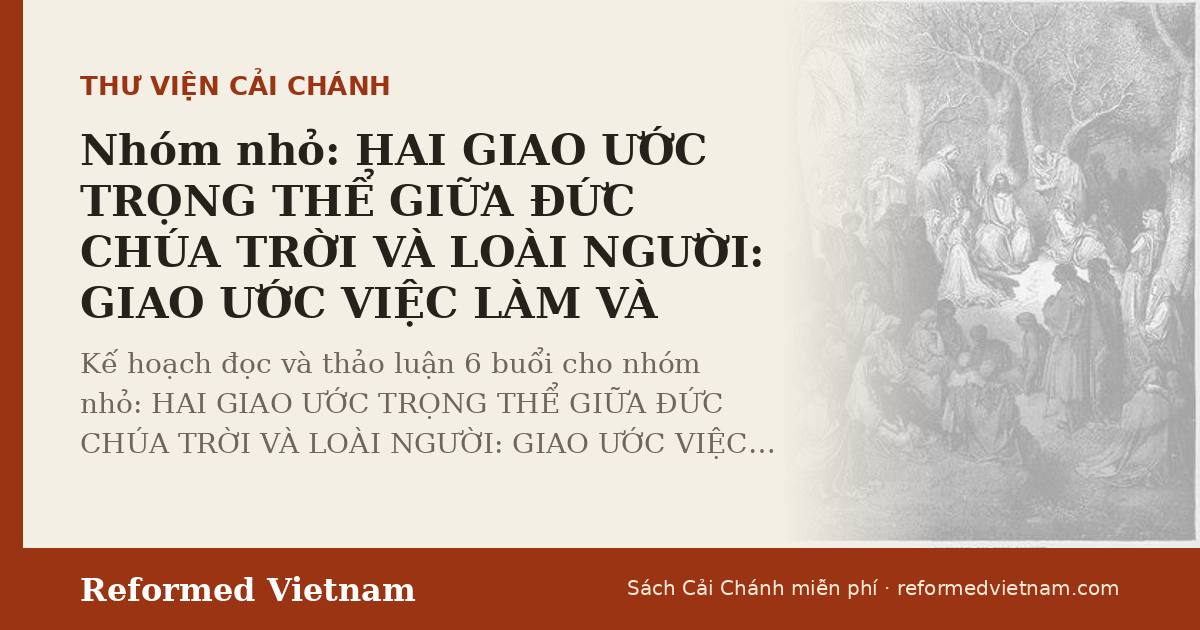 THƯ VIỆN CẢI CHÁNH
Nhóm nhỏ: HAI GIAO ƯỚC
TRỌNG THỂ GIỮA ĐỨC
CHÚA TRỜI VÀ LOÀI NGƯỜI:
GIAO ƯỚC VIỆC LÀM VÀ
Kế hoạch đọc và thảo luận 6 buổi cho nhóm
nhỏ: HAI GIAO ƯỚC TRỌNG THỂ GIỮA ĐỨC
CHÚA TRỜI VÀ LOÀI NGƯỜI: GIAO ƯỚC VIỆC...
Reformed Vietnam
Sách Cải Chánh miễn phí · reformedvietnam.com